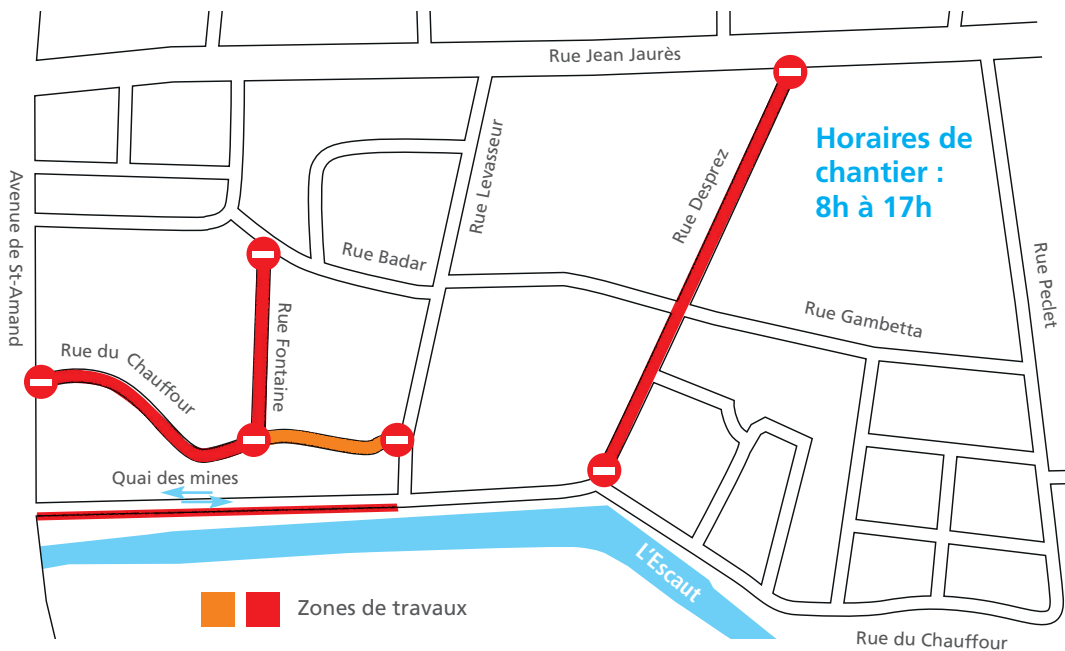 Rue Jean Jaurès
Horaires de
chantier :
8h à 17h
Avenue de St-Amand
Rue Levasseur
Rue Desprez
Rue Badar
Rue Peclet
Rue Gambetta
Rue Fontaine
Rue du Chauffour
Quai des mines
L'Escaut
Zones de travaux
Rue du Chauffour